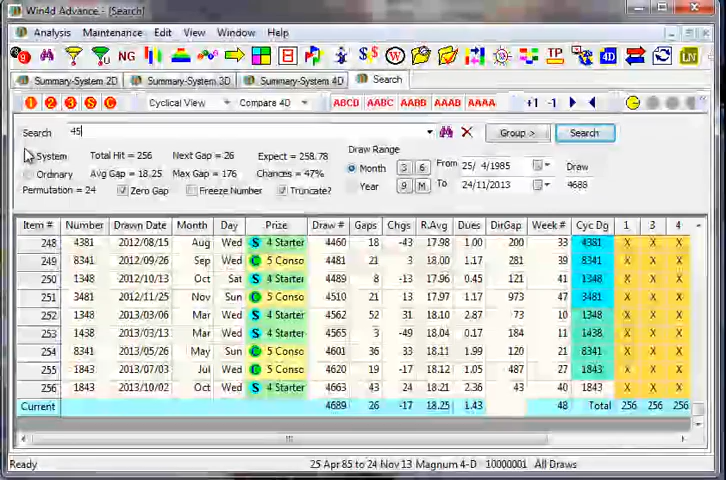 Win4d Advance - [Search]
Analysis Maintenance Edit View Window Help
NG $ $ W TP 4D LN
Summary-System 2D Summary-System 3D Summary-System 4D Search
1 2 3 S C Cyclical View Compare 4D ABCD AABC AABB AAAB AAAA +1 -1
Search 45 Group -> Search
System Total Hit = 256 Next Gap = 26 Expect = 258.78 Draw Range
Ordinary Avg Gap = 18.25 Max Gap = 176 Chances = 47% Month 3 6 From 25/ 4/1985 Draw
Permutation = 24 Zero Gap Freeze Number Truncate? Year 9 M To 24/11/2013 4688
Item # Number Drawn Date Month Day Prize Draw # Gaps Chgs R.Avg Dues DirGap Week # Cyc Dg 1 3 4
248 4381 2012/08/15 Aug Wed S 4 Starter 4460 18 -43 17.98 1.00 200 33 4381 X X X
249 8341 2012/09/26 Sep Wed C 5 Conso 4481 21 3 18.00 1.17 281 39 8341 X X X
250 1348 2012/10/13 Oct Sat S 4 Starter 4489 8 -13 17.96 0.45 121 41 1348 X X X
251 3481 2012/11/25 Nov Sun C 5 Conso 4510 21 13 17.97 1.17 973 47 3481 X X X
252 1348 2013/03/06 Mar Wed S 4 Starter 4562 52 31 18.10 2.87 73 10 1348 X X X
253 1438 2013/03/13 Mar Wed S 4 Starter 4565 3 -49 18.04 0.17 184 11 1438 X X X
254 8341 2013/05/26 May Sun C 5 Conso 4601 36 33 18.11 1.99 120 21 8341 X X X
255 1843 2013/07/03 Jul Wed C 5 Conso 4620 19 -17 18.12 1.05 487 27 1843 X X X
256 1843 2013/10/02 Oct Wed S 4 Starter 4663 43 24 18.21 2.36 43 40 1843 X X X
Current 4689 26 -17 18.25 1.43 48 Total 256 256 256
Ready 25 Apr 85 to 24 Nov 13 Magnum 4-D 10000001 All Draws